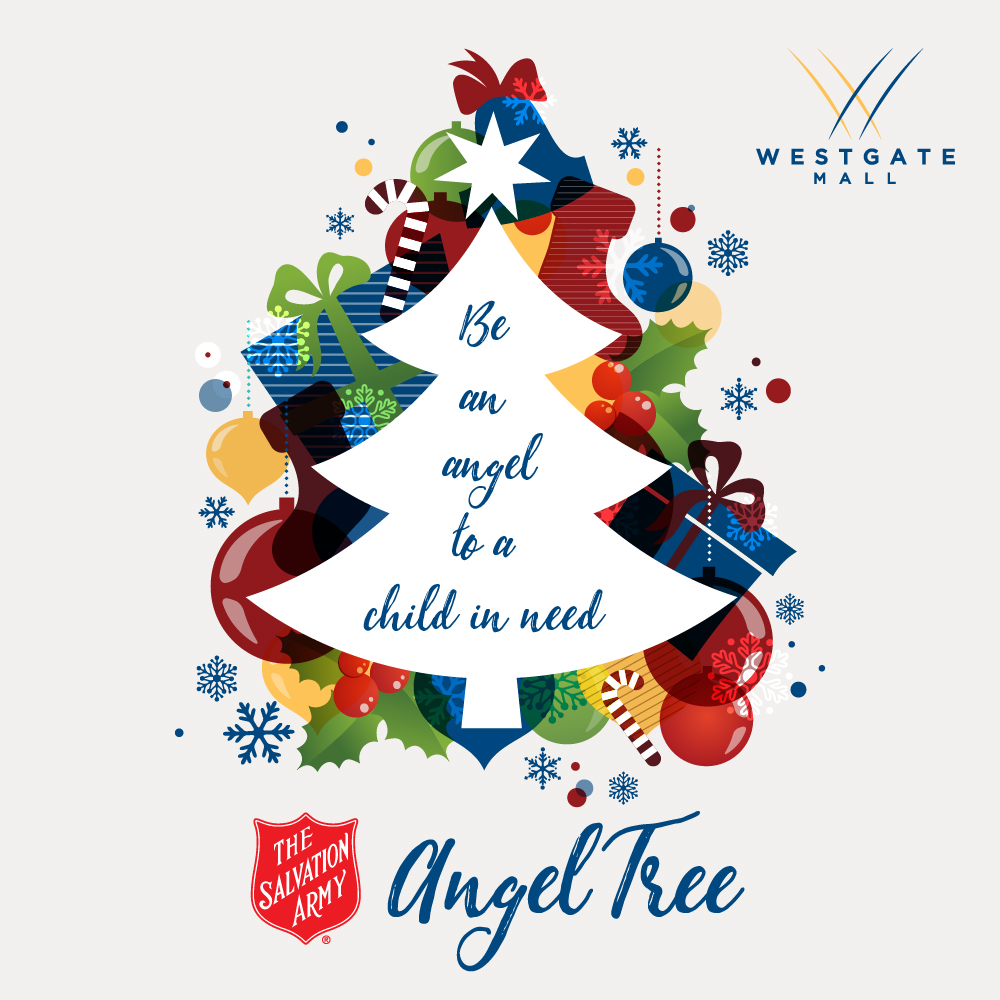 WESTGATE
MALL
Be
an
angel
to a
child in need
THE
SALVATION
ARMY
®
Angel Tree